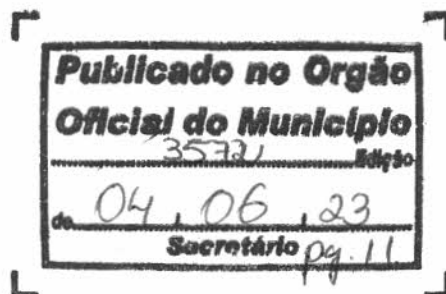 Publicado no Orgão
Oficial do Município
3572 Edição
de 04, 06, 23
Secretário pg. 11